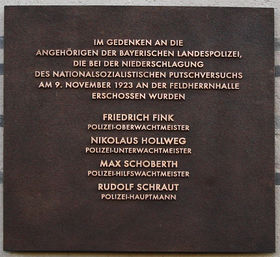 IM GEDENKEN AN DIE
ANGEHÖRIGEN DER BAYERISCHEN LANDESPOLIZEI,
DIE BEI DER NIEDERSCHLAGUNG
DES NATIONALSOZIALISTISCHEN PUTSCHVERSUCHS
AM 9. NOVEMBER 1923 AN DER FELDHERRNHALLE
ERSCHOSSEN WURDEN
FRIEDRICH FINK
POLIZEI-OBERWACHTMEISTER
NIKOLAUS HOLLWEG
POLIZEI-UNTERWACHTMEISTER
MAX SCHOBERTH
POLIZEI-HILFSWACHTMEISTER
RUDOLF SCHRAUT
POLIZEI-HAUPTMANN